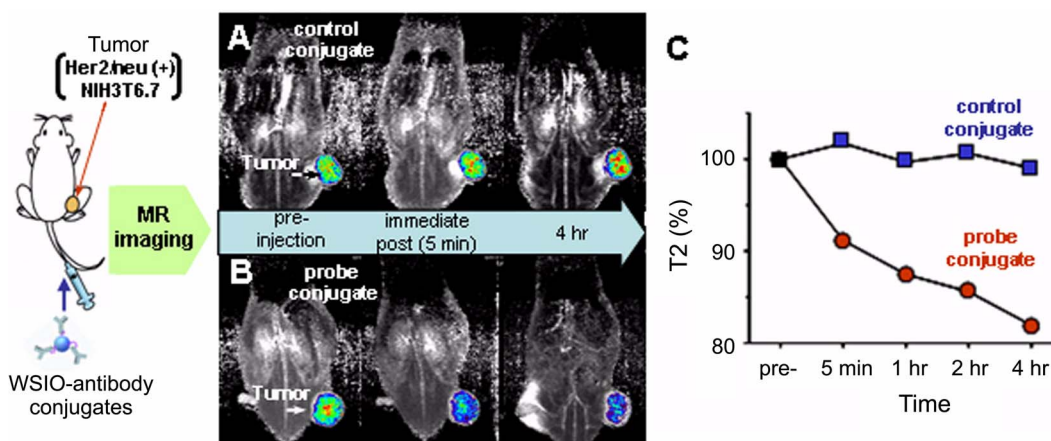 Tumor
Her2/neu (+)
NIH3T6.7
MR
imaging
WSIO-antibody
conjugates
A
control
conjugate
Tumor
pre-
injection
immediate
post (5 min)
4 hr
B
probe
conjugate
Tumor
C
control
conjugate
probe
conjugate
T2 (%)
100
90
80
pre-
5 min
1 hr
2 hr
4 hr
Time